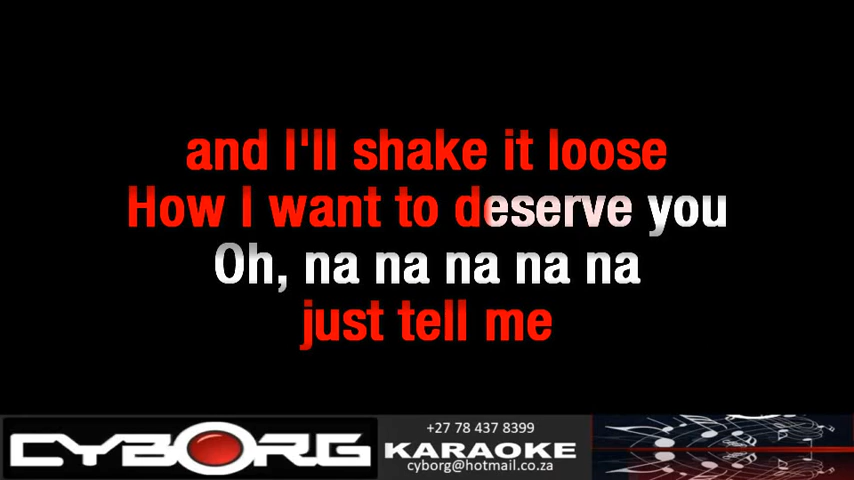 and I'll shake it loose
How I want to deserve you
Oh, na na na na na
just tell me
CYBORG
+27 78 437 8399
KARAOKE
cyborg@hotmail.co.za